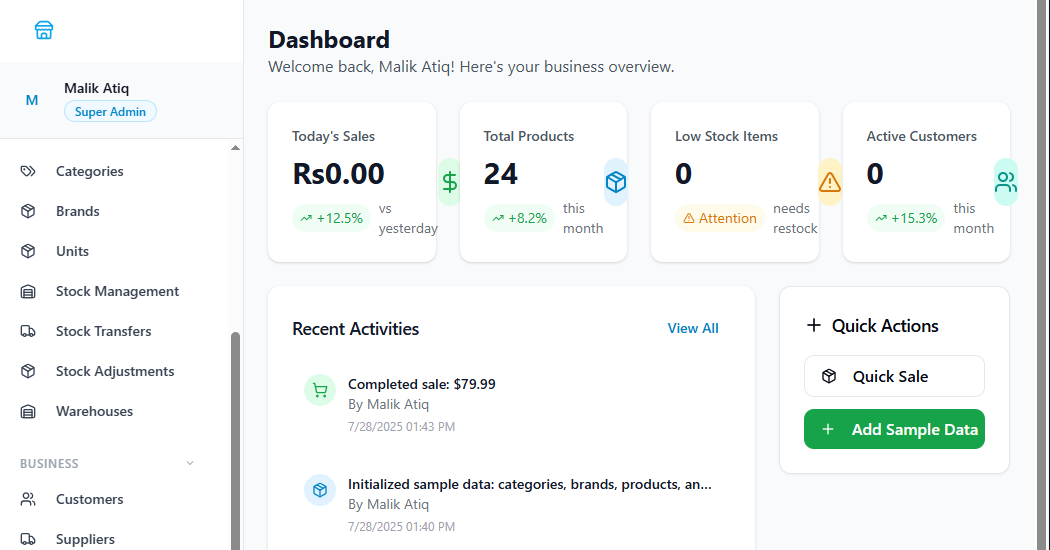 M
Malik Atiq
Super Admin
Categories
Brands
Units
Stock Management
Stock Transfers
Stock Adjustments
Warehouses
BUSINESS
Customers
Suppliers
Dashboard
Welcome back, Malik Atiq! Here's your business overview.
Today's Sales
Rs0.00
+12.5% vs yesterday
Total Products
24
+8.2% this month
Low Stock Items
0
Attention needs restock
Active Customers
0
+15.3% this month
Recent Activities
View All
Completed sale: $79.99
By Malik Atiq
7/28/2025 01:43 PM
Initialized sample data: categories, brands, products, an...
By Malik Atiq
7/28/2025 01:40 PM
Quick Actions
Quick Sale
Add Sample Data